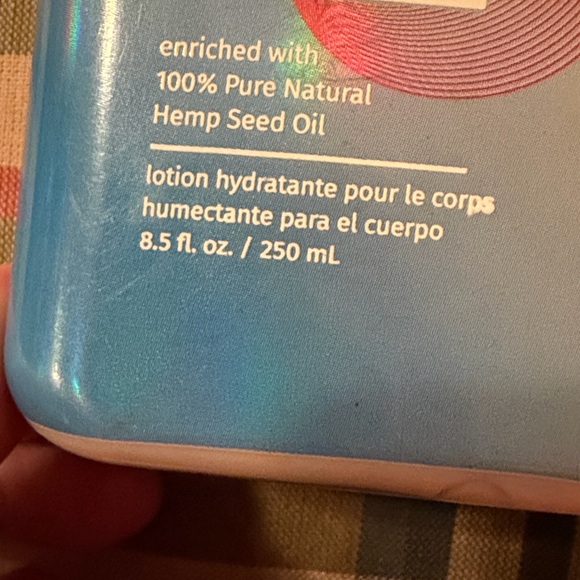 enriched with
100% Pure Natural
Hemp Seed Oil
lotion hydratante pour le corps
humectante para el cuerpo
8.5 fl. oz. / 250 mL